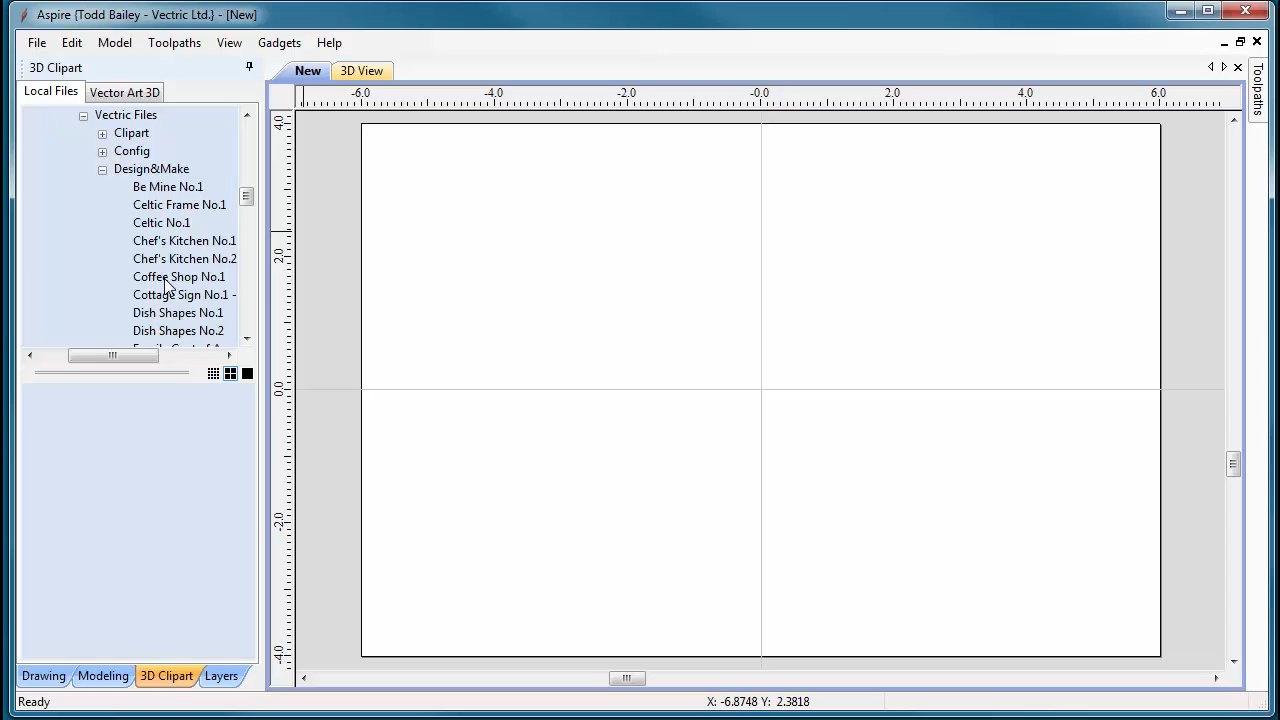 Aspire {Todd Bailey - Vectric Ltd.} - [New]
File Edit Model Toolpaths View Gadgets Help
3D Clipart
Local Files Vector Art 3D
Vectric Files
Clipart
Config
Design&Make
Be Mine No.1
Celtic Frame No.1
Celtic No.1
Chef's Kitchen No.1
Chef's Kitchen No.2
Coffee Shop No.1
Cottage Sign No.1 -
Dish Shapes No.1
Dish Shapes No.2
New 3D View
-6.0 -4.0 -2.0 -0.0 2.0 4.0 6.0
4.0
2.0
0.0
-2.0
-4.0
Toolpaths
Drawing Modeling 3D Clipart Layers
Ready X: -6.8748 Y: 2.3818